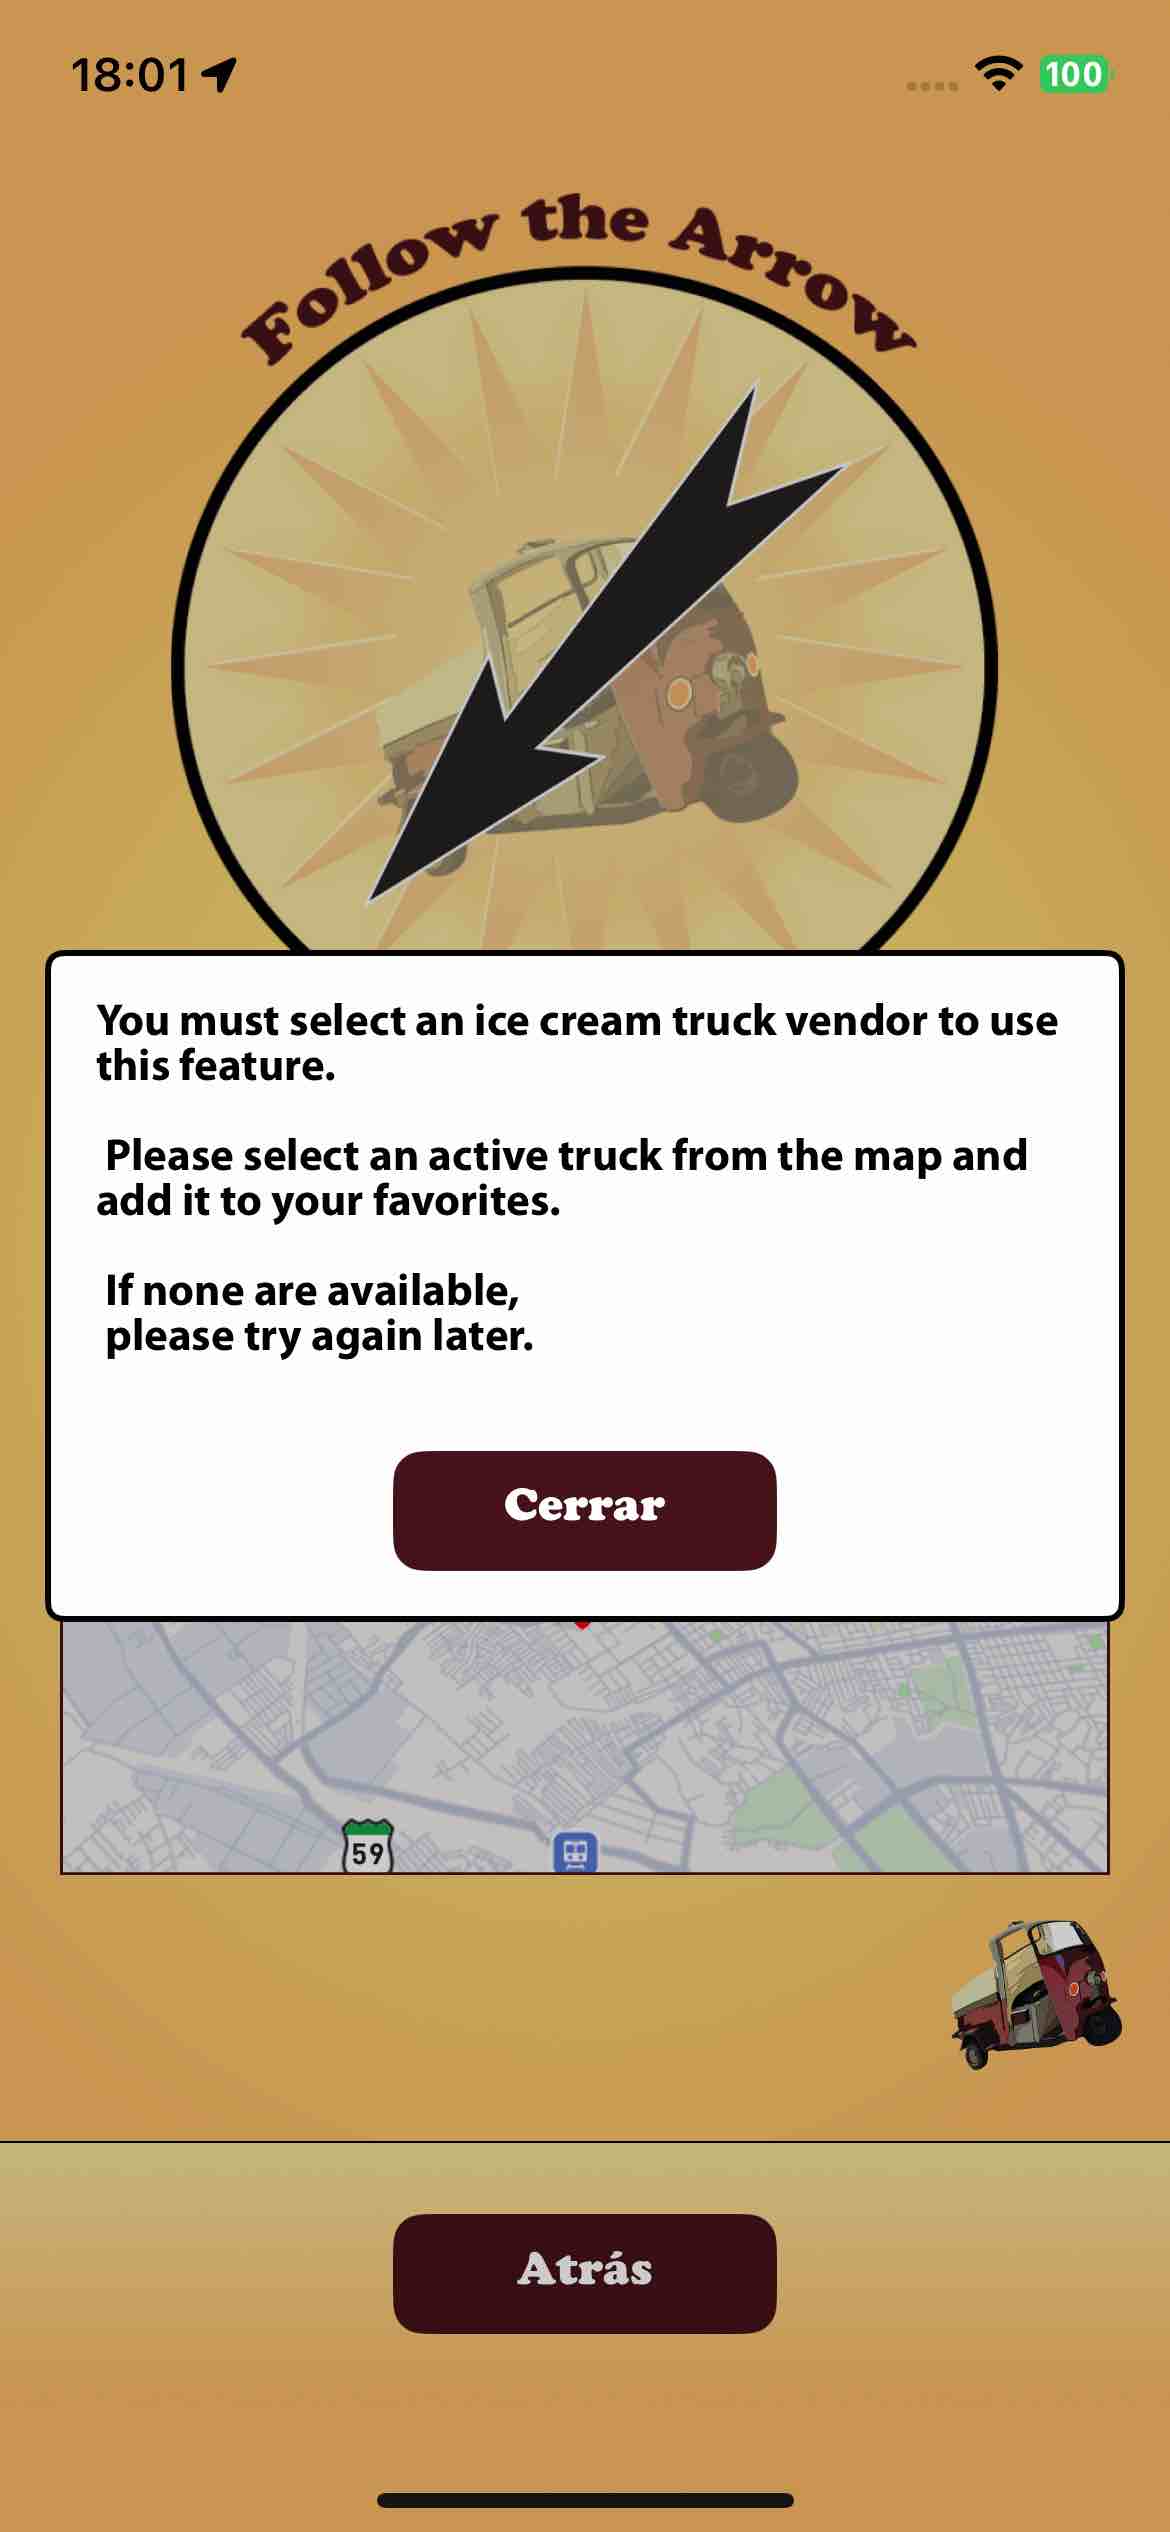 18:01
100
Follow the Arrow
You must select an ice cream truck vendor to use
this feature.
Please select an active truck from the map and
add it to your favorites.
If none are available,
please try again later.
Cerrar
59
Atrás